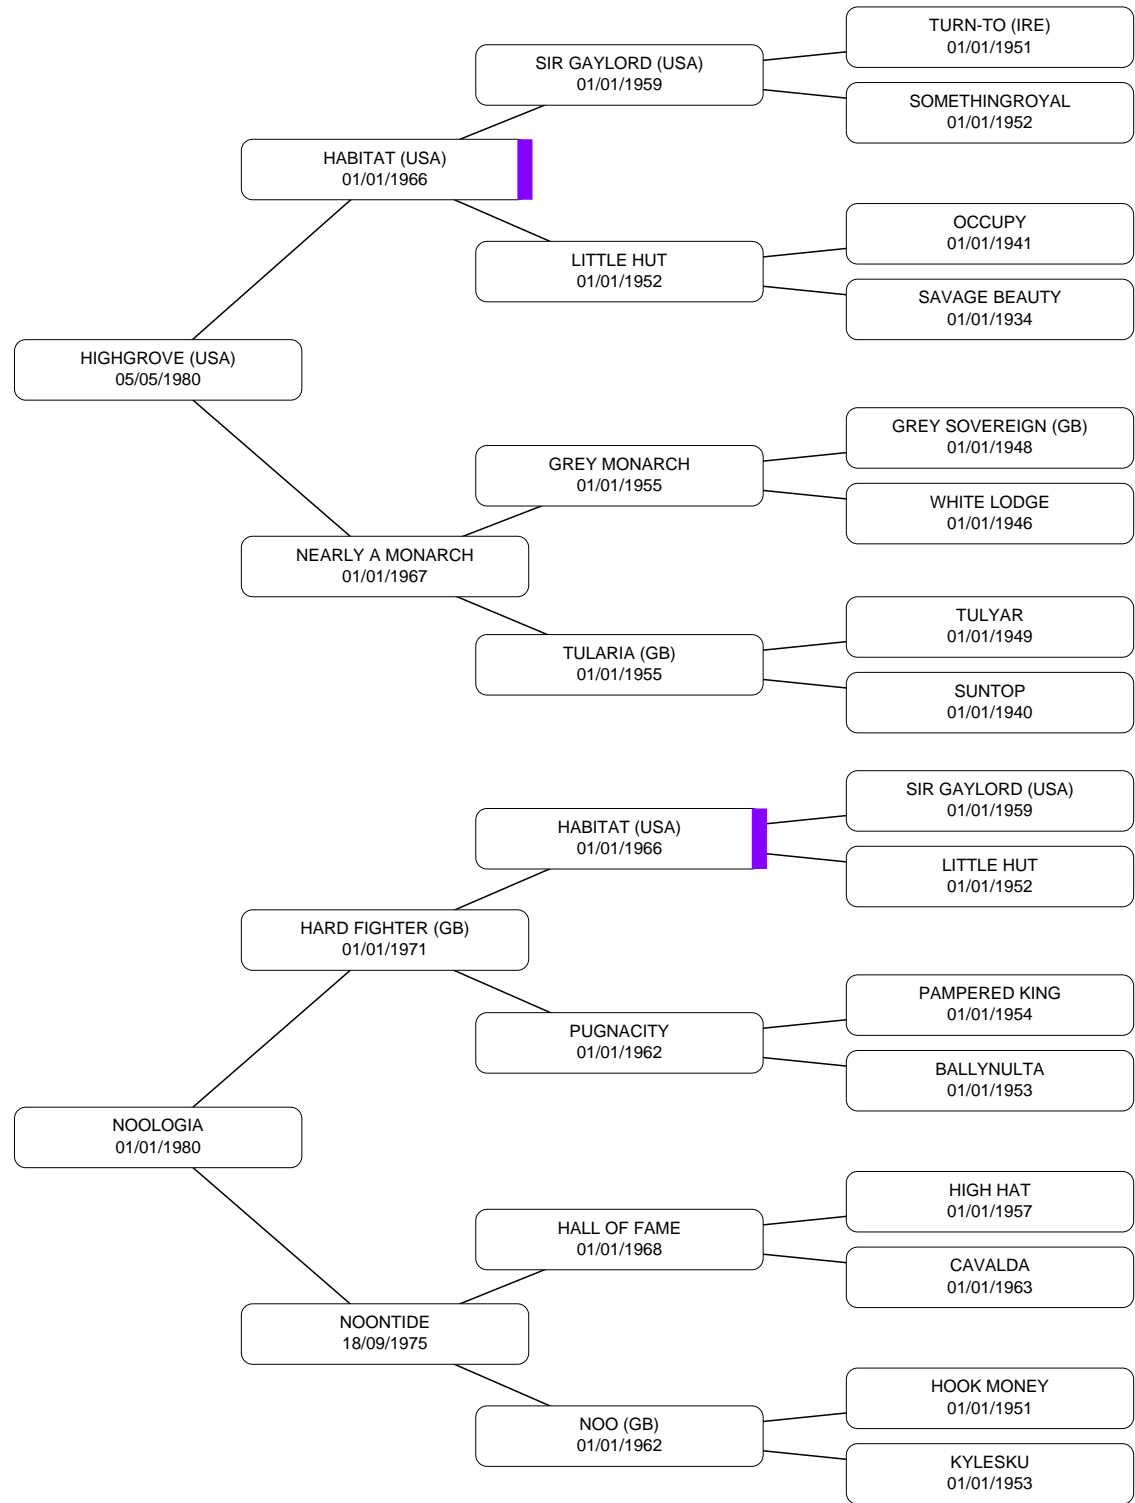 TURN-TO (IRE)
01/01/1951
SIR GAYLORD (USA)
01/01/1959
SOMETHINGROYAL
01/01/1952
HABITAT (USA)
01/01/1966
OCCUPY
01/01/1941
LITTLE HUT
01/01/1952
SAVAGE BEAUTY
01/01/1934
HIGHGROVE (USA)
05/05/1980
GREY SOVEREIGN (GB)
01/01/1948
GREY MONARCH
01/01/1955
WHITE LODGE
01/01/1946
NEARLY A MONARCH
01/01/1967
TULYAR
01/01/1949
TULARIA (GB)
01/01/1955
SUNTOP
01/01/1940
SIR GAYLORD (USA)
01/01/1959
HABITAT (USA)
01/01/1966
LITTLE HUT
01/01/1952
HARD FIGHTER (GB)
01/01/1971
PAMPERED KING
01/01/1954
PUGNACITY
01/01/1962
BALLYNULTA
01/01/1953
NOOLOGIA
01/01/1980
HIGH HAT
01/01/1957
HALL OF FAME
01/01/1968
CAVALDA
01/01/1963
NOONTIDE
18/09/1975
HOOK MONEY
01/01/1951
NOO (GB)
01/01/1962
KYLESKU
01/01/1953